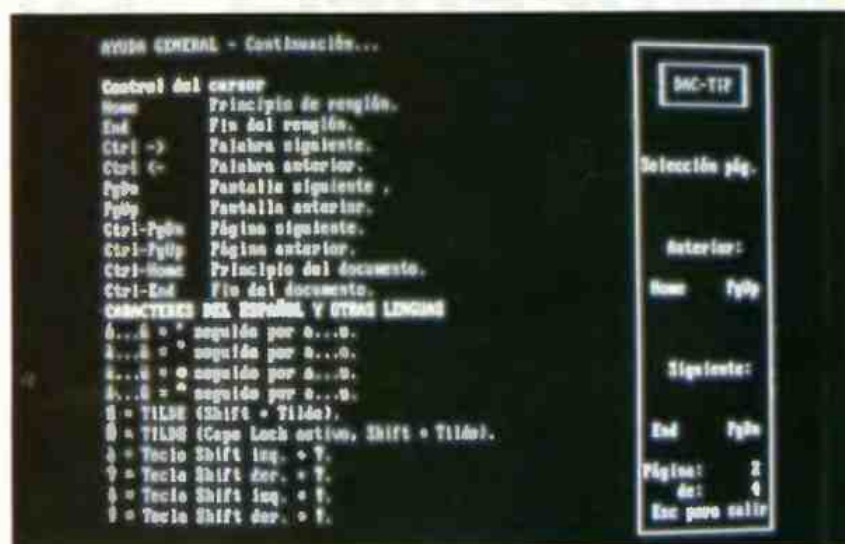 AYUDA GENERAL - Continuación...
Control del cursor
Home Principio de renglón.
End Fin del renglón.
Ctrl -> Palabra siguiente.
Ctrl <- Palabra anterior.
PgDn Pantalla siguiente .
PgUp Pantalla anterior.
Ctrl-PgDn Página siguiente.
Ctrl-PgUp Página anterior.
Ctrl-Home Principio del documento.
Ctrl-End Fin del documento.
CARACTERES DEL ESPAÑOL Y OTRAS LENGUAS
seguido por a...u.
seguido por a...u.
seguido por a...u.
seguido por a...u.
= TILDE (Shift + Tilde).
= TILDE (Caps Lock activo, Shift + Tilde).
= Tecla Shift izq. + ?.
= Tecla Shift der. + ?.
= Tecla Shift izq. +
= Tecla Shift der. +
DAC-TIP
Selección pág.
Anterior:
Home PgUp
Siguiente:
End PgDn
Página: 2
de: 4
Esc para salir